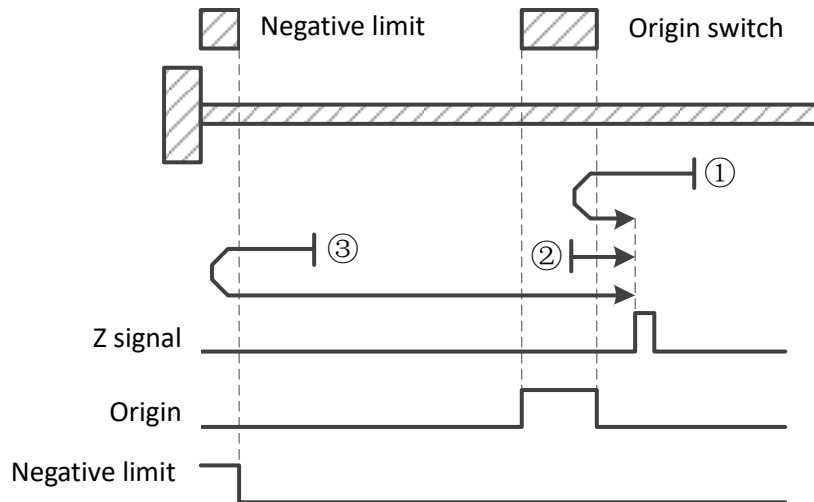 Negative limit
Origin switch
①
②
③
Z signal
Origin
Negative limit